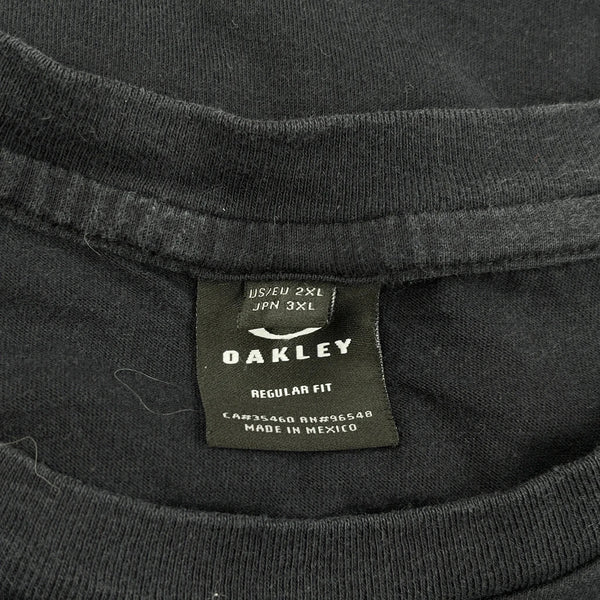 US/EU 2XL
JPN 3XL
OAKLEY
REGULAR FIT
CA#35460 RN#96548
MADE IN MEXICO